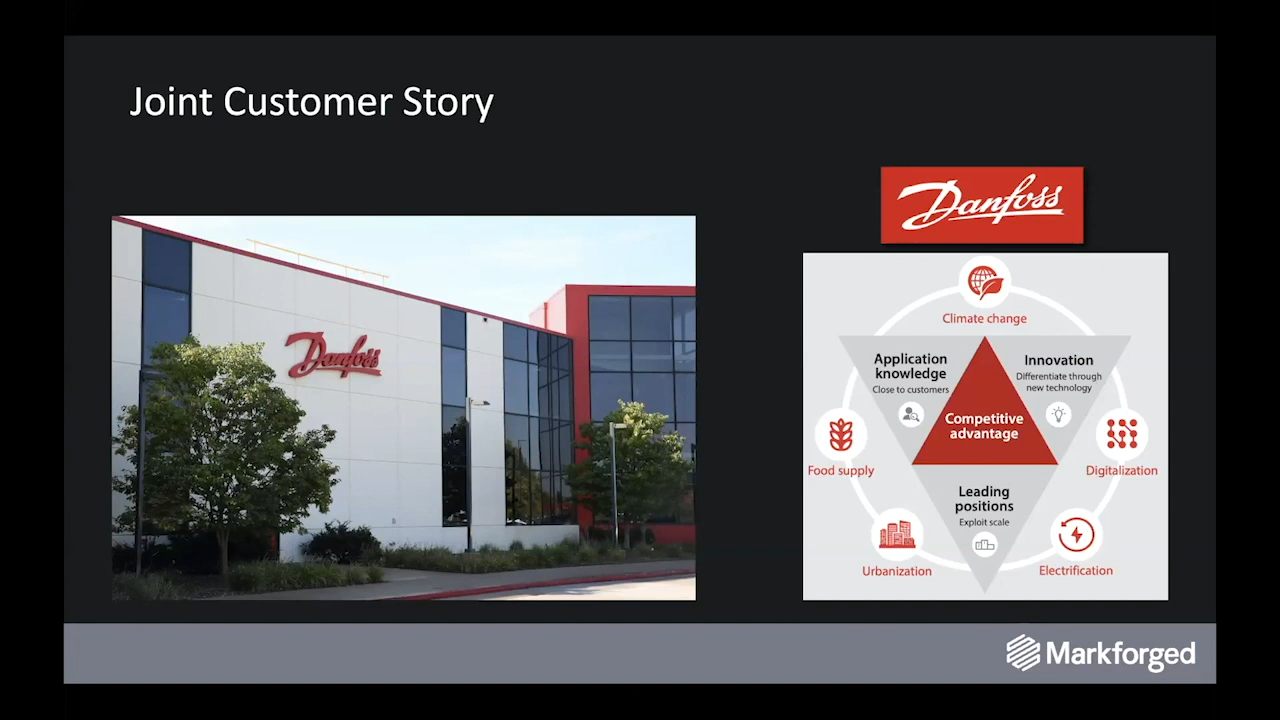 Joint Customer Story
Danfoss
Danfoss
Climate change
Application
knowledge
Close to customers
Innovation
Differentiate through
new technology
Competitive
advantage
Food supply
Digitalization
Leading
positions
Exploit scale
Urbanization
Electrification
Markforged